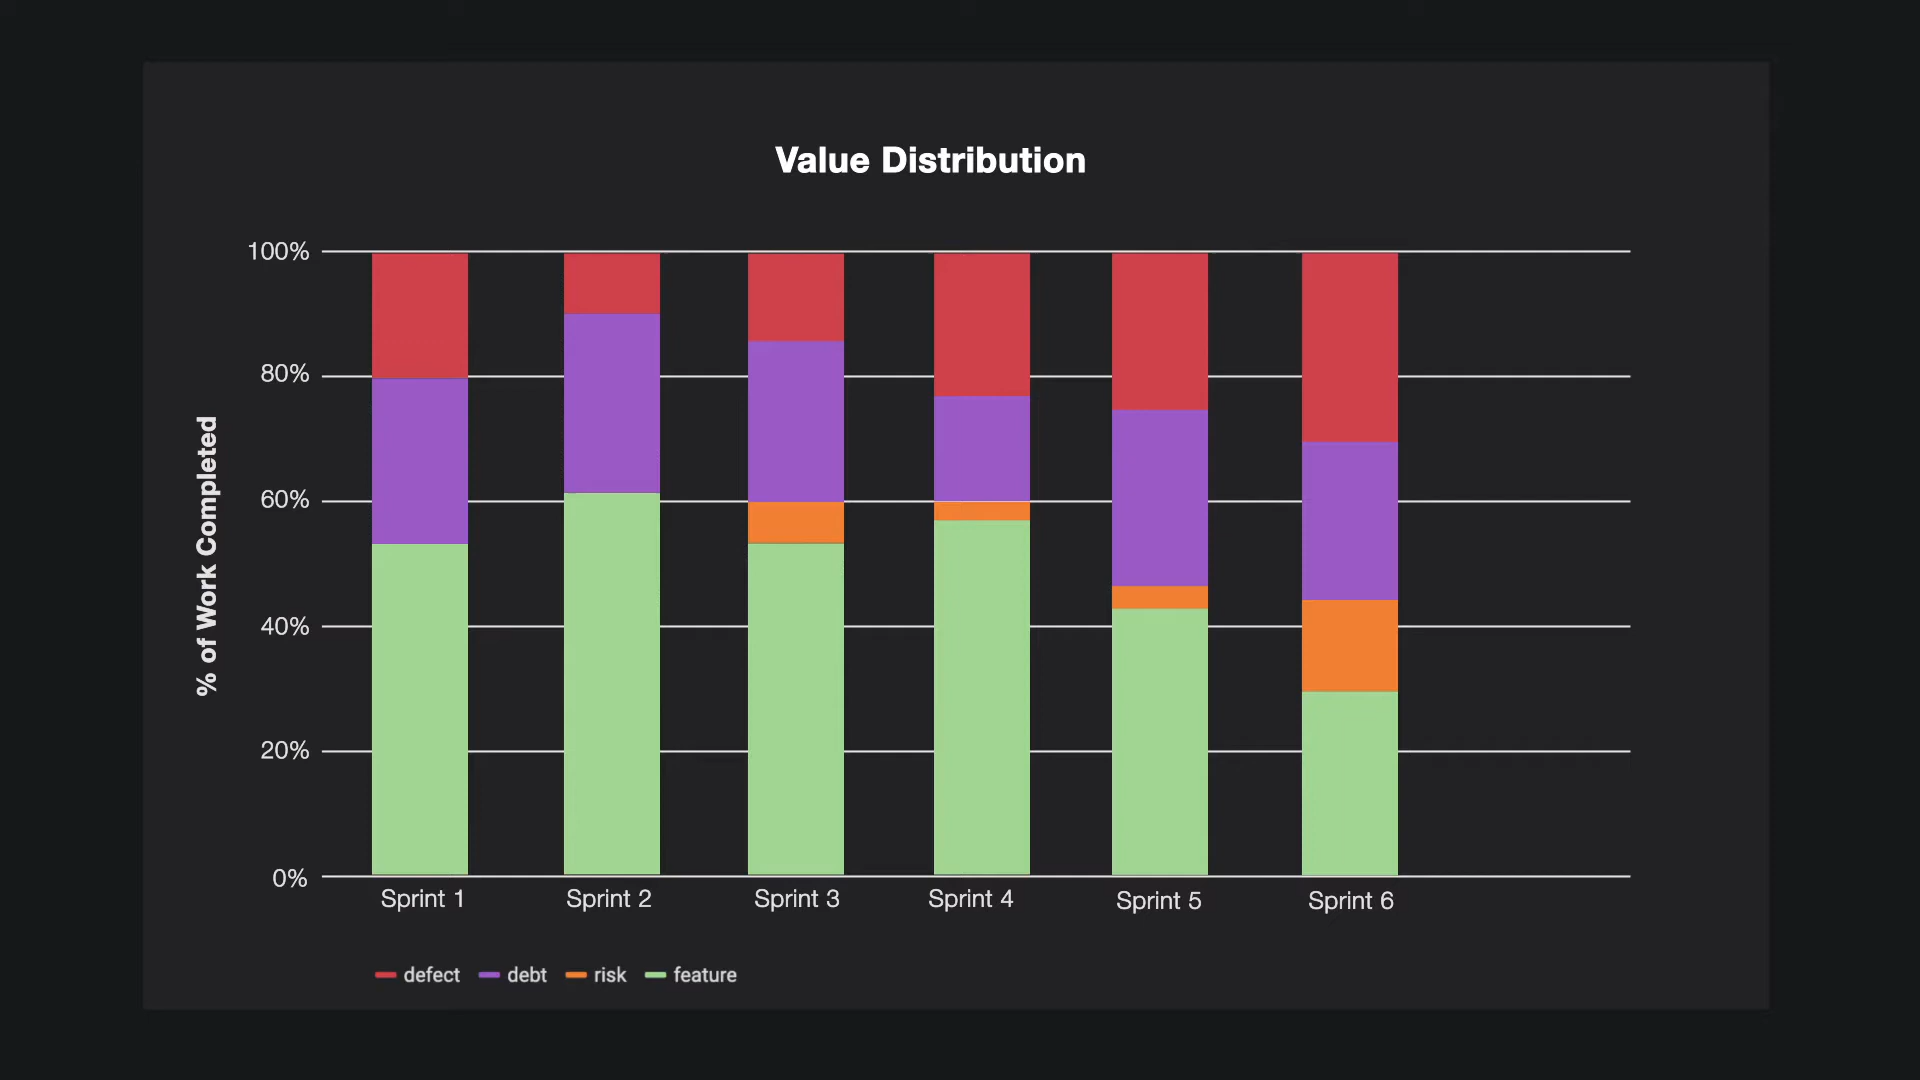 Value Distribution
% of Work Completed
100%
80%
60%
40%
20%
0%
Sprint 1 Sprint 2 Sprint 3 Sprint 4 Sprint 5 Sprint 6
defect debt risk feature